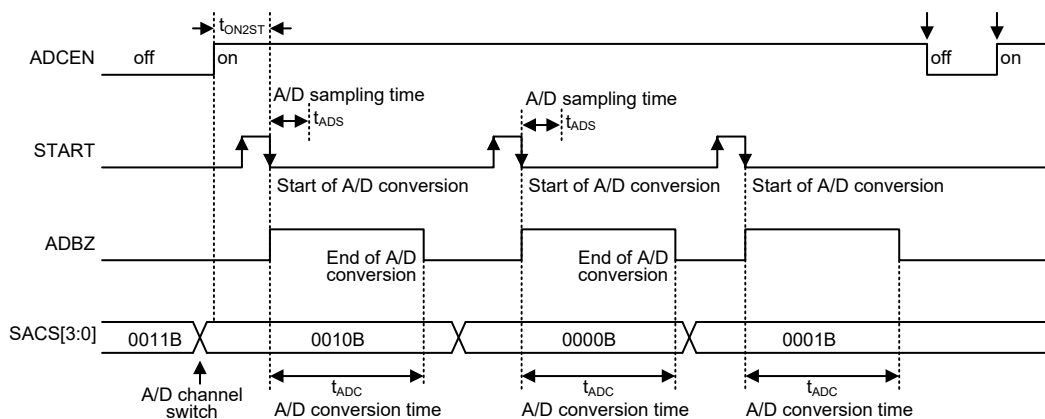 tON2ST
ADCEN
off
on
off
on
A/D sampling time
A/D sampling time
tADS
tADS
START
Start of A/D conversion
Start of A/D conversion
Start of A/D conversion
ADBZ
End of A/D
conversion
End of A/D
conversion
SACS[3:0]
0011B
0010B
0000B
0001B
A/D channel
switch
tADC
A/D conversion time
tADC
A/D conversion time
tADC
A/D conversion time